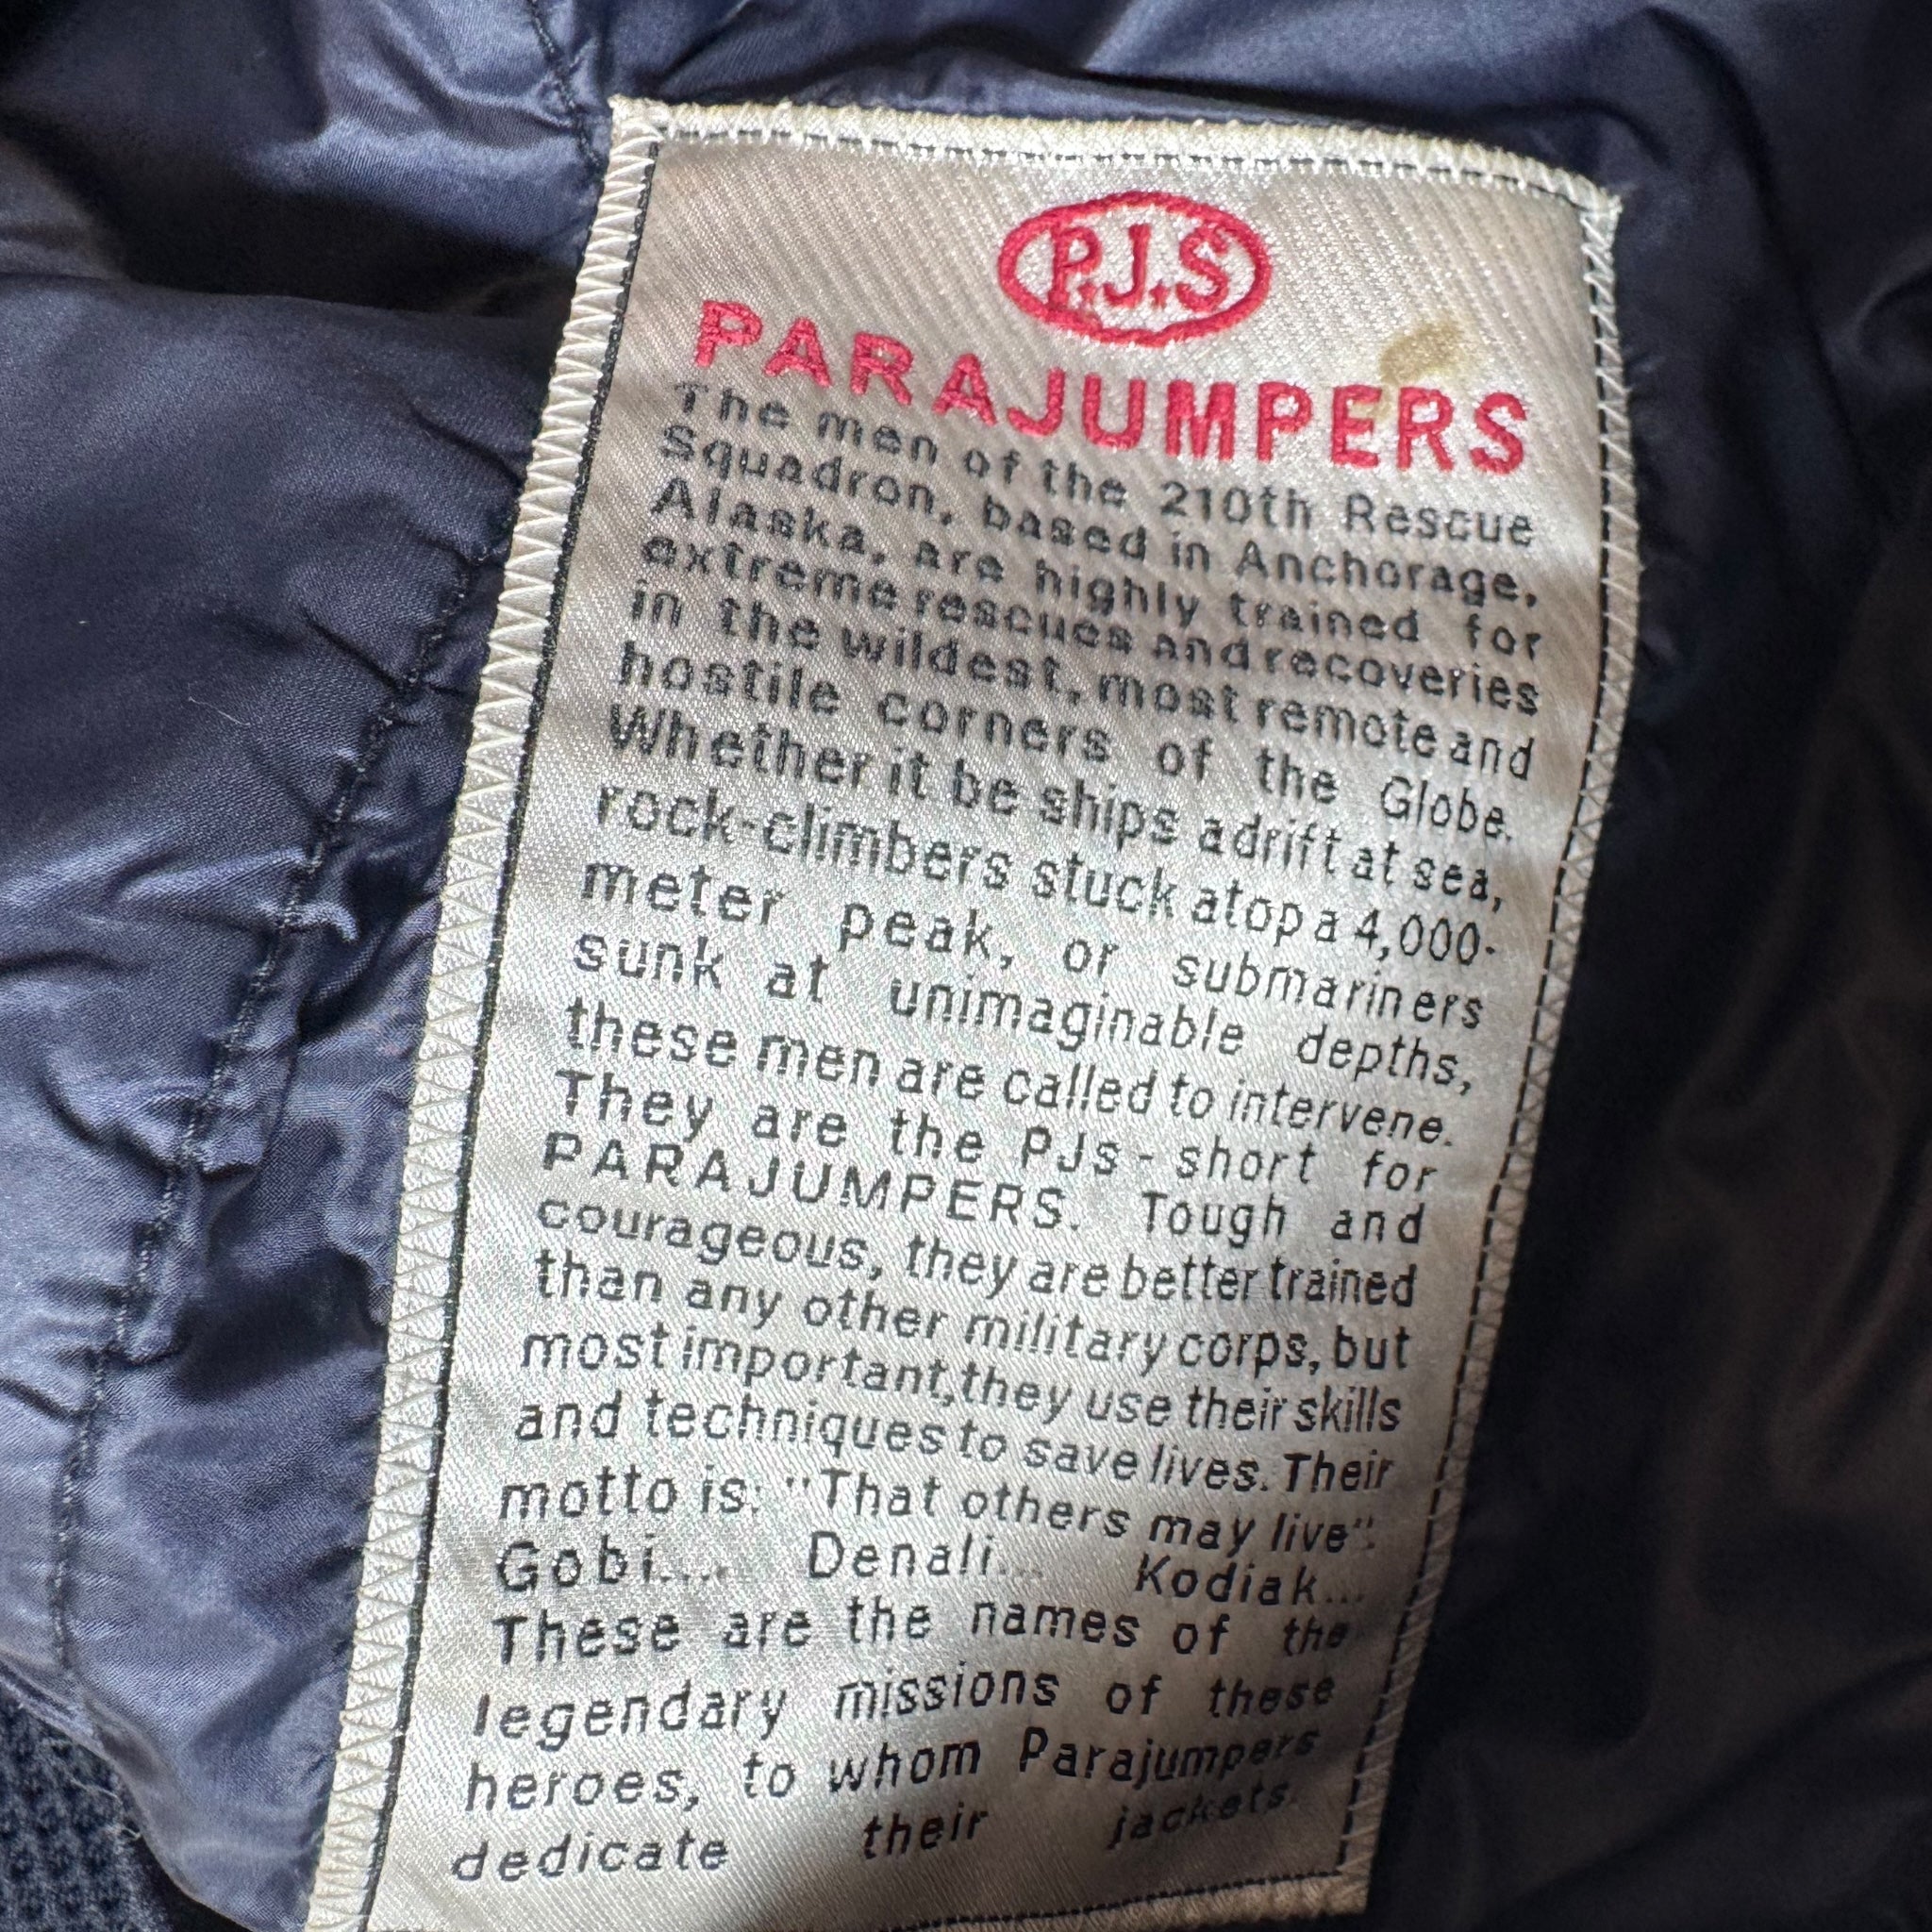 P.J.S
PARAJUMPERS
The men of the 210th Rescue
Squadron, based in Anchorage,
Alaska, are highly trained for
extreme rescues and recoveries
in the wildest, most remote and
hostile corners of the Globe.
Whether it be ships adrift at sea,
rock-climbers stuck atop a 4,000-
meter peak, or submariners
sunk at unimaginable depths,
these men are called to intervene.
They are the PJs - short for
PARAJUMPERS. Tough and
courageous, they are better trained
than any other military corps, but
most important, they use their skills
and techniques to save lives. Their
motto is: "That others may live".
Gobi... Denali... Kodiak...
These are the names of the
legendary missions of these
heroes, to whom Parajumpers
dedicate their jackets.